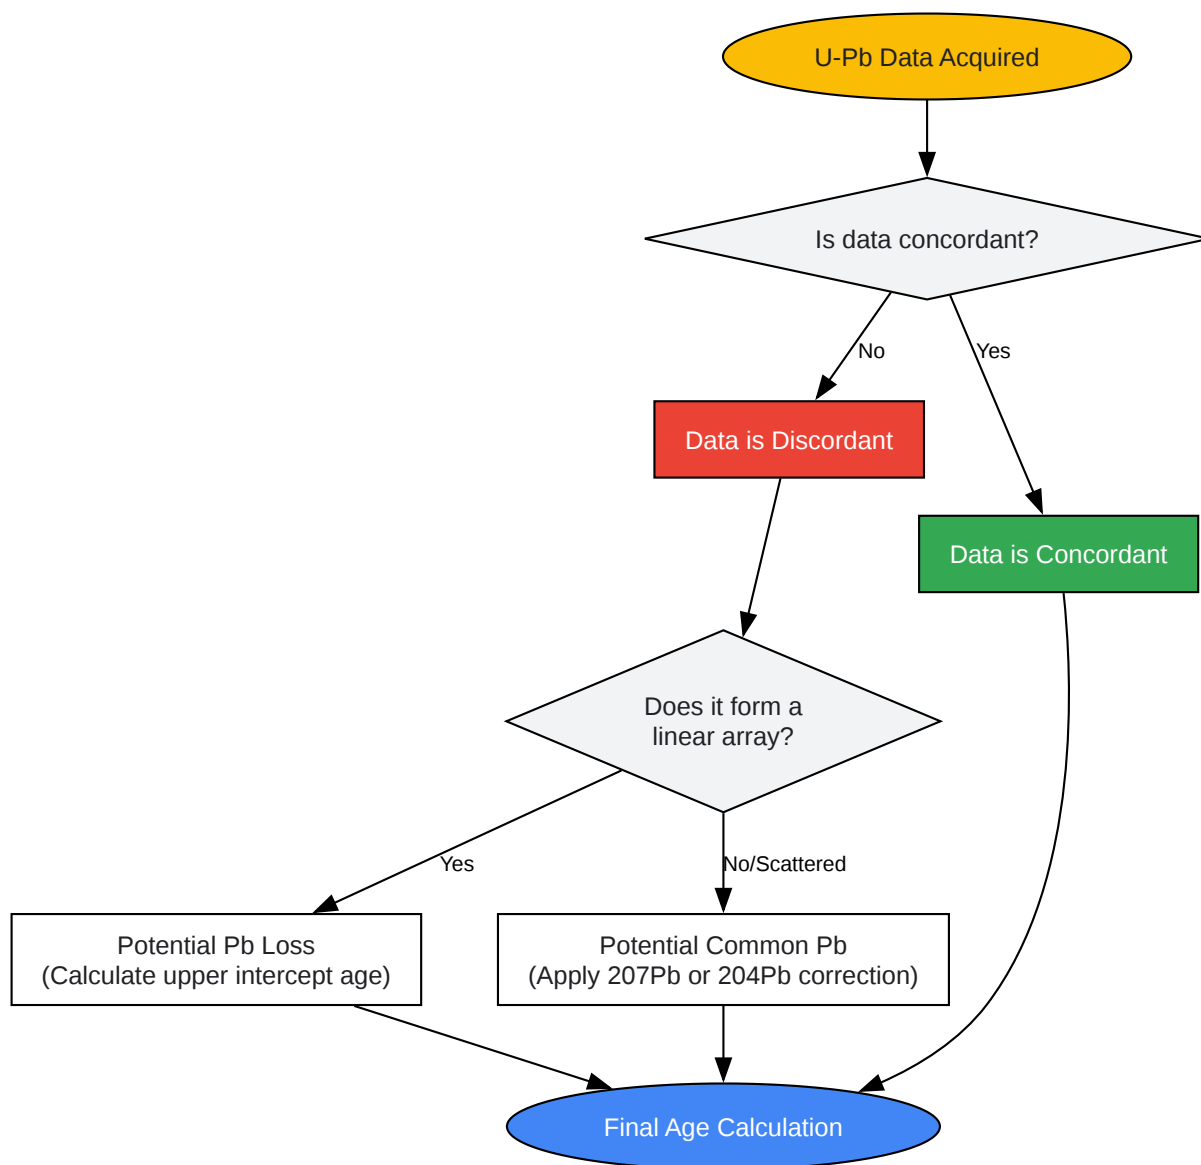 U-Pb Data Acquired
Is data concordant?
No
Yes
Data is Discordant
Data is Concordant
Does it form a
linear array?
Yes
No/Scattered
Potential Pb Loss
(Calculate upper intercept age)
Potential Common Pb
(Apply 207Pb or 204Pb correction)
Final Age Calculation